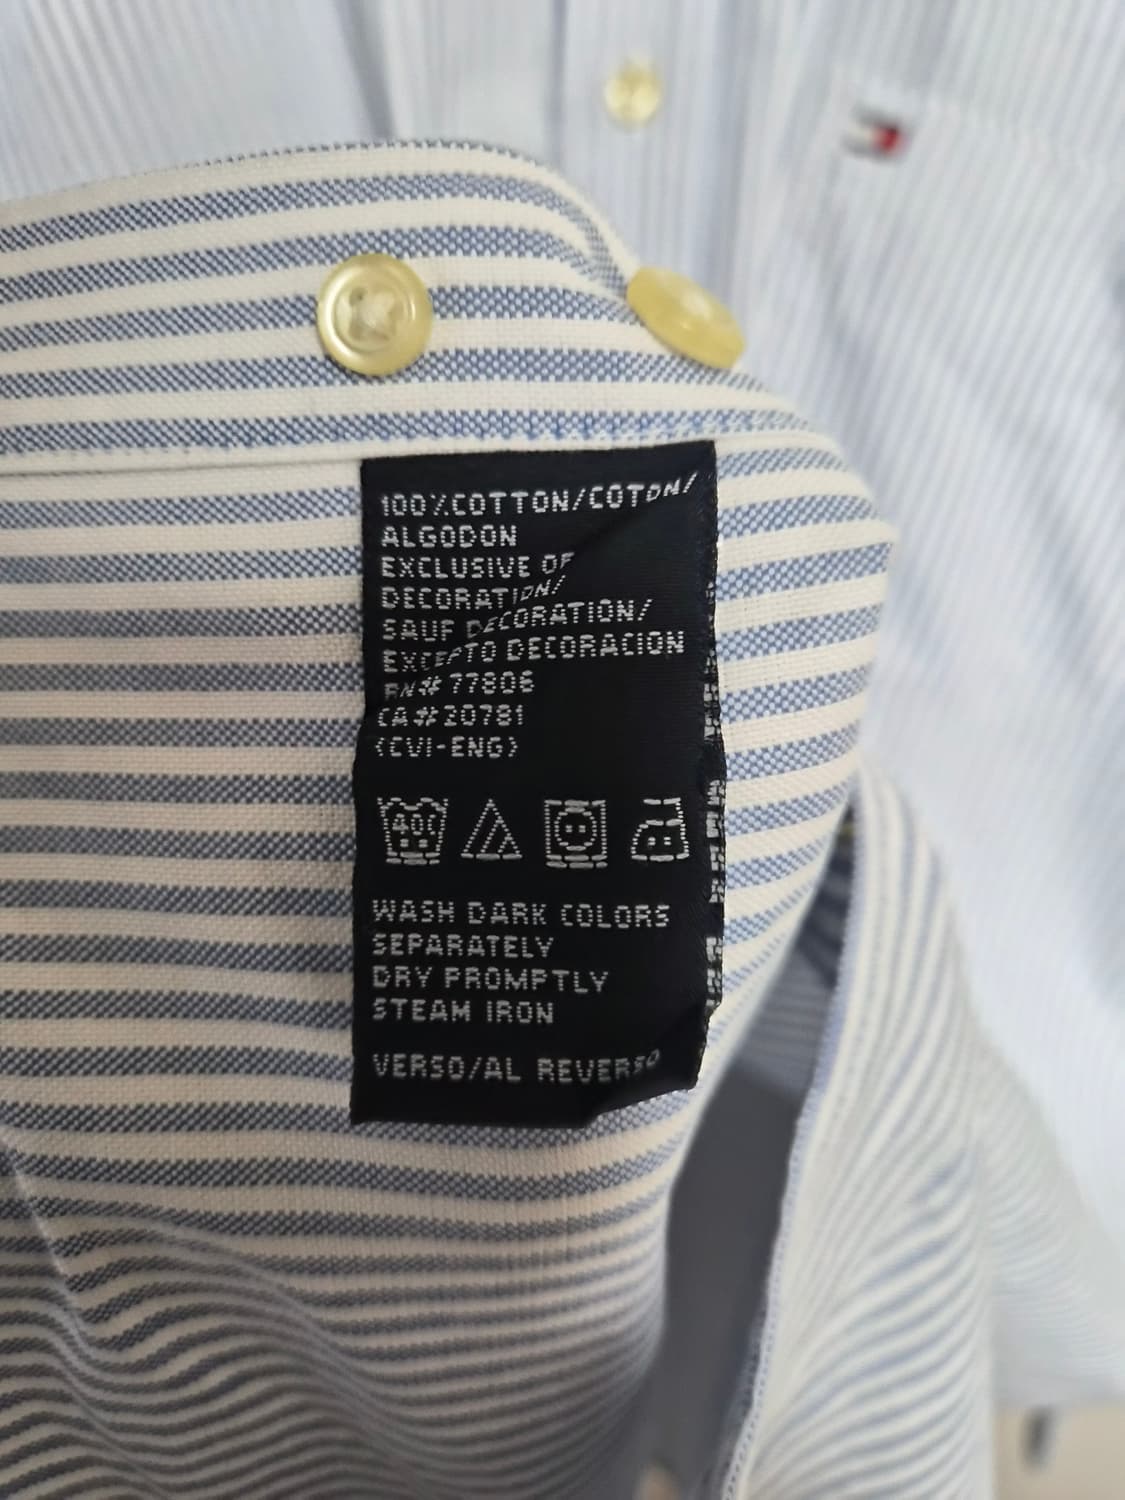 100%COTTON/COTON/
ALGODON
EXCLUSIVE OF
DECORATION/
SAUF DECORATION/
EXCEPTO DECORACION
RN# 77806
CA#20781
(CVI-ENG)
40C
WASH DARK COLORS
SEPARATELY
DRY PROMPTLY
STEAM IRON
VERSO/AL REVERSO